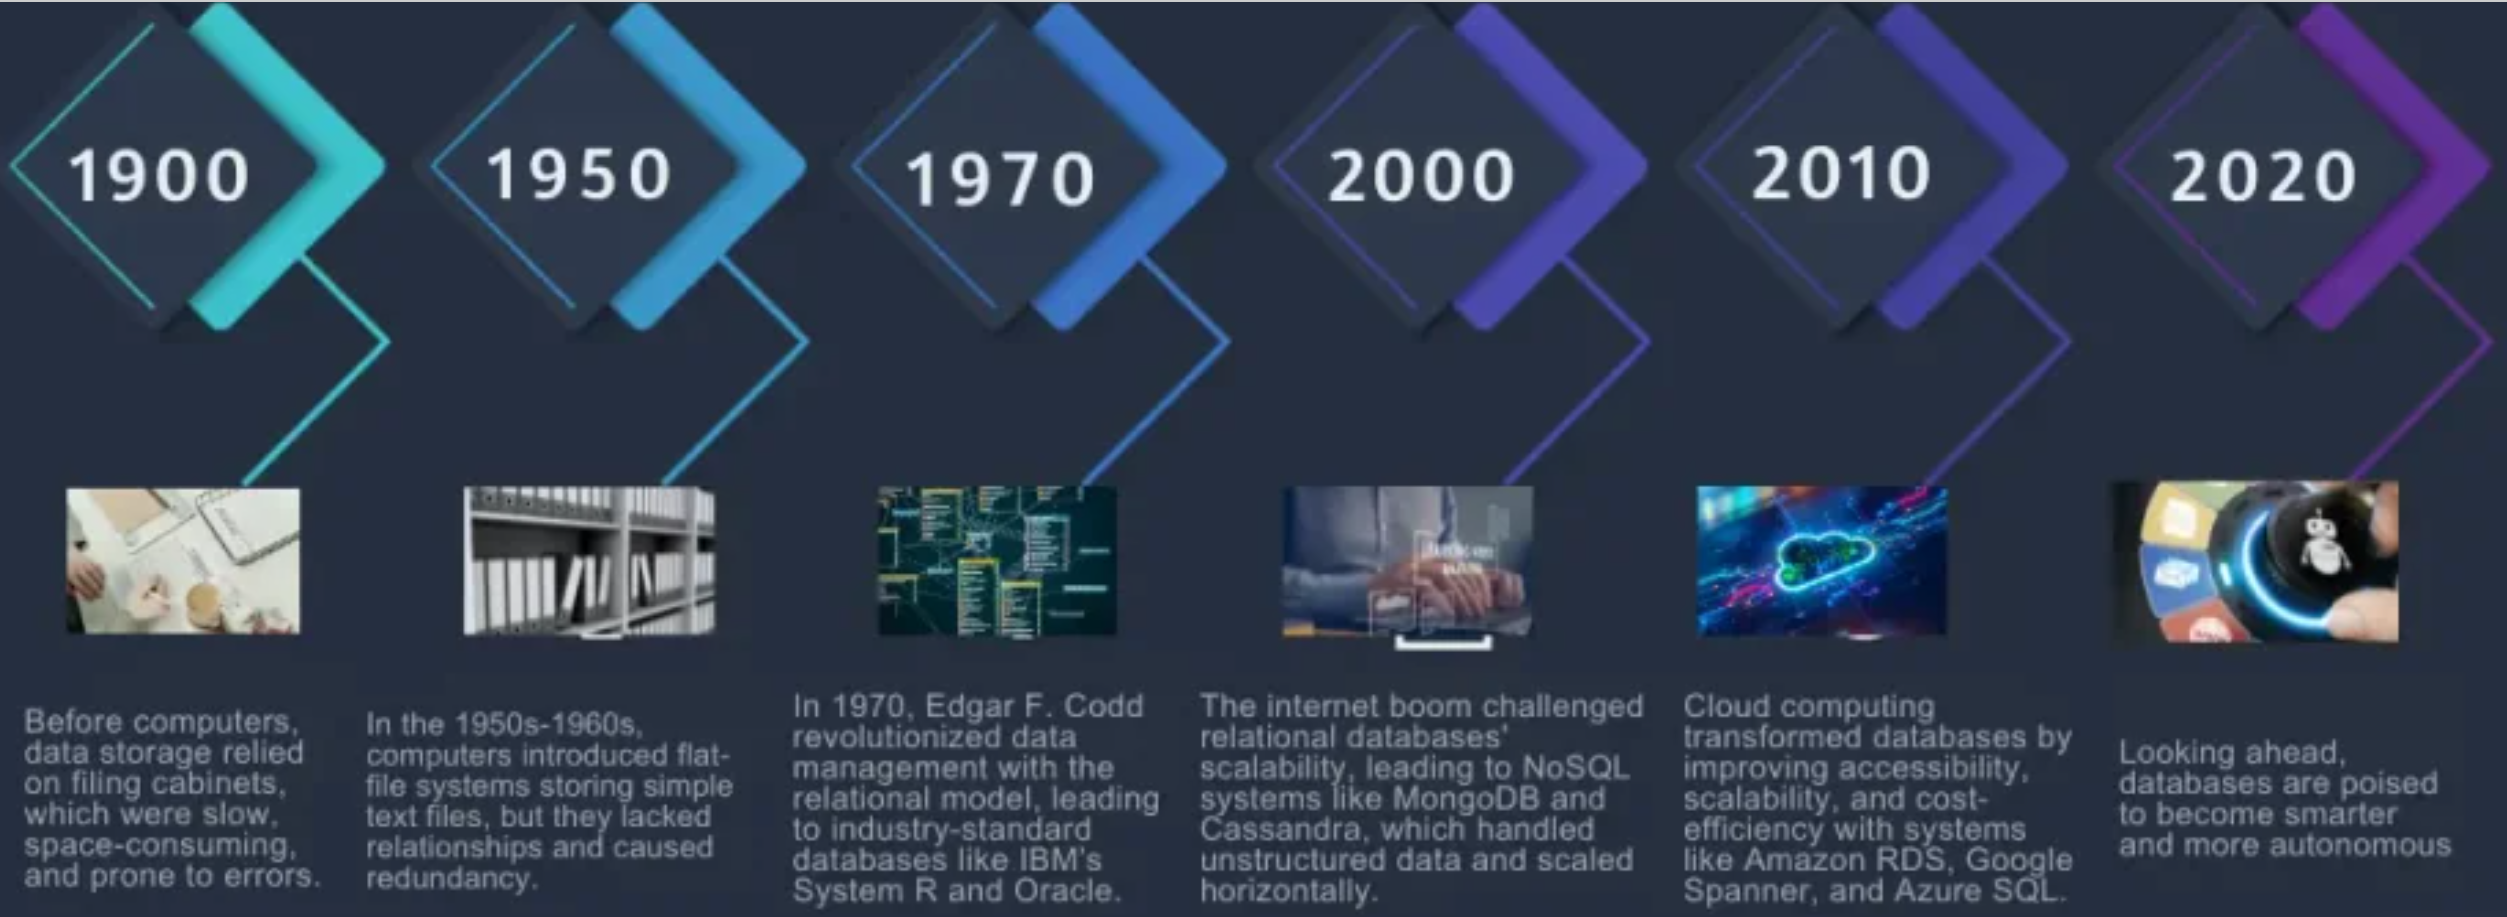 1900
1950
1970
2000
2010
2020
Before computers,
data storage relied
on filing cabinets,
which were slow,
space-consuming,
and prone to errors.
In the 1950s-1960s,
computers introduced flat-
file systems storing simple
text files, but they lacked
relationships and caused
redundancy.
In 1970, Edgar F. Codd
revolutionized data
management with the
relational model, leading
to industry-standard
databases like IBM's
System R and Oracle.
The internet boom challenged
relational databases'
scalability, leading to NoSQL
systems like MongoDB and
Cassandra, which handled
unstructured data and scaled
horizontally.
Cloud computing
transformed databases by
improving accessibility,
scalability, and cost-
efficiency with systems
like Amazon RDS, Google
Spanner, and Azure SQL.
Looking ahead,
databases are poised
to become smarter
and more autonomous